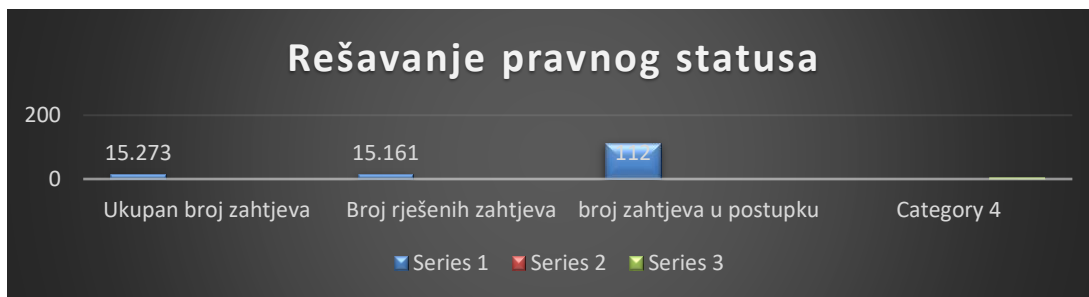 Rešavanje pravnog statusa
200
15.273 15.161 112
0
Ukupan broj zahtjeva Broj rješenih zahtjeva broj zahtjeva u postupku Category 4
Series 1 Series 2 Series 3